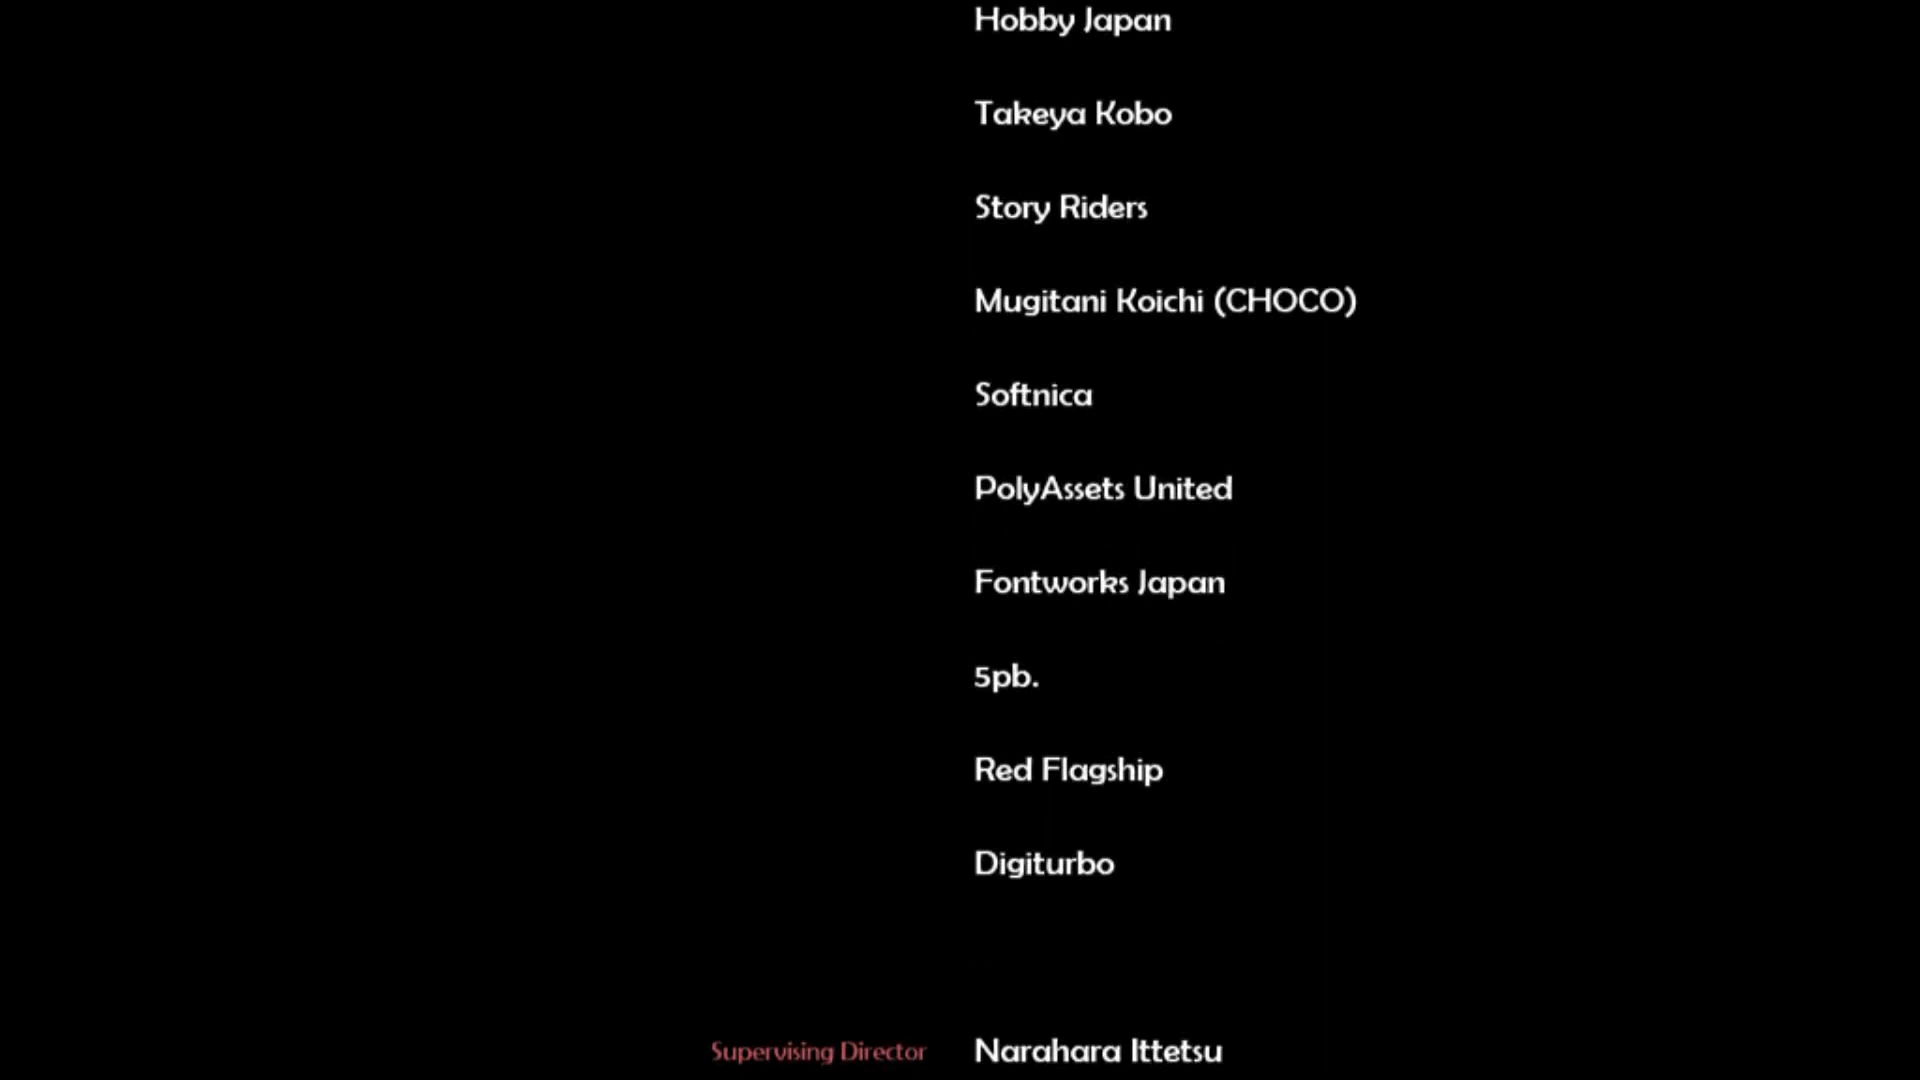 Hobby Japan
Takeya Kobo
Story Riders
Mugitani Koichi (CHOCO)
Softnica
PolyAssets United
Fontworks Japan
5pb.
Red Flagship
Digiturbo
Supervising Director Narahara Ittetsu